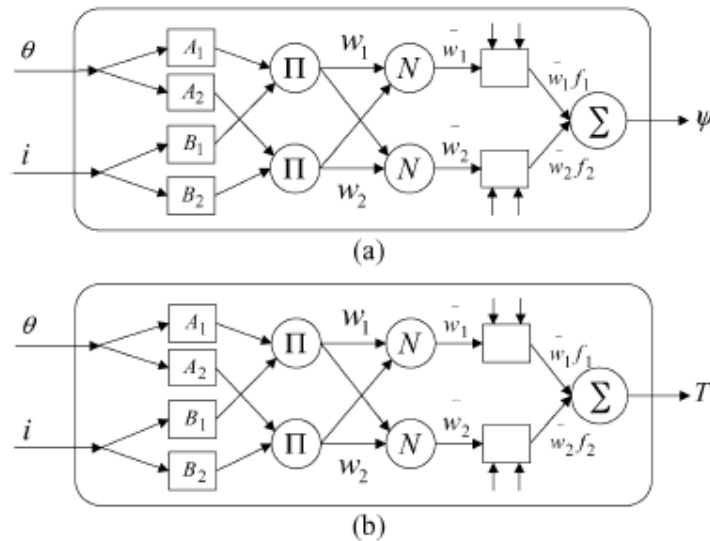 θ A₁ Π w₁ N w̄₁ w̄₁f₁
A₂ Σ ψ
i B₁ Π w₂ N w̄₂ w̄₂f₂
B₂
(a)
θ A₁ Π w₁ N w̄₁ w̄₁f₁
A₂ Σ T
i B₁ Π w₂ N w̄₂ w̄₂f₂
B₂
(b)